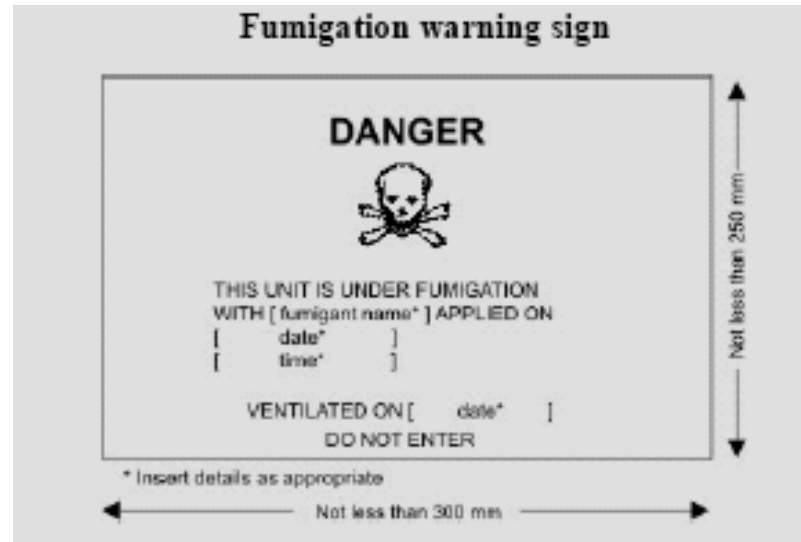 Fumigation warning sign
DANGER
THIS UNIT IS UNDER FUMIGATION
WITH [ fumigant name* ] APPLIED ON
[ date* ]
[ time* ]
VENTILATED ON [ date* ]
DO NOT ENTER
Not less than 250 mm
* Insert details as appropriate
Not less than 300 mm